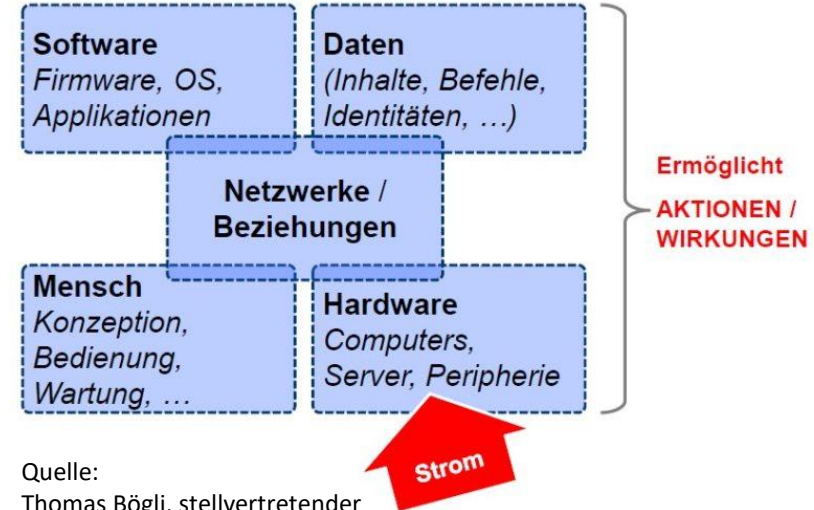 Software
Firmware, OS,
Applikationen
Daten
(Inhalte, Befehle,
Identitäten, …)
Netzwerke /
Beziehungen
Mensch
Konzeption,
Bedienung,
Wartung, …
Hardware
Computers,
Server, Peripherie
Ermöglicht
AKTIONEN /
WIRKUNGEN
Strom
Quelle:
Thomas Bögli, stellvertretender